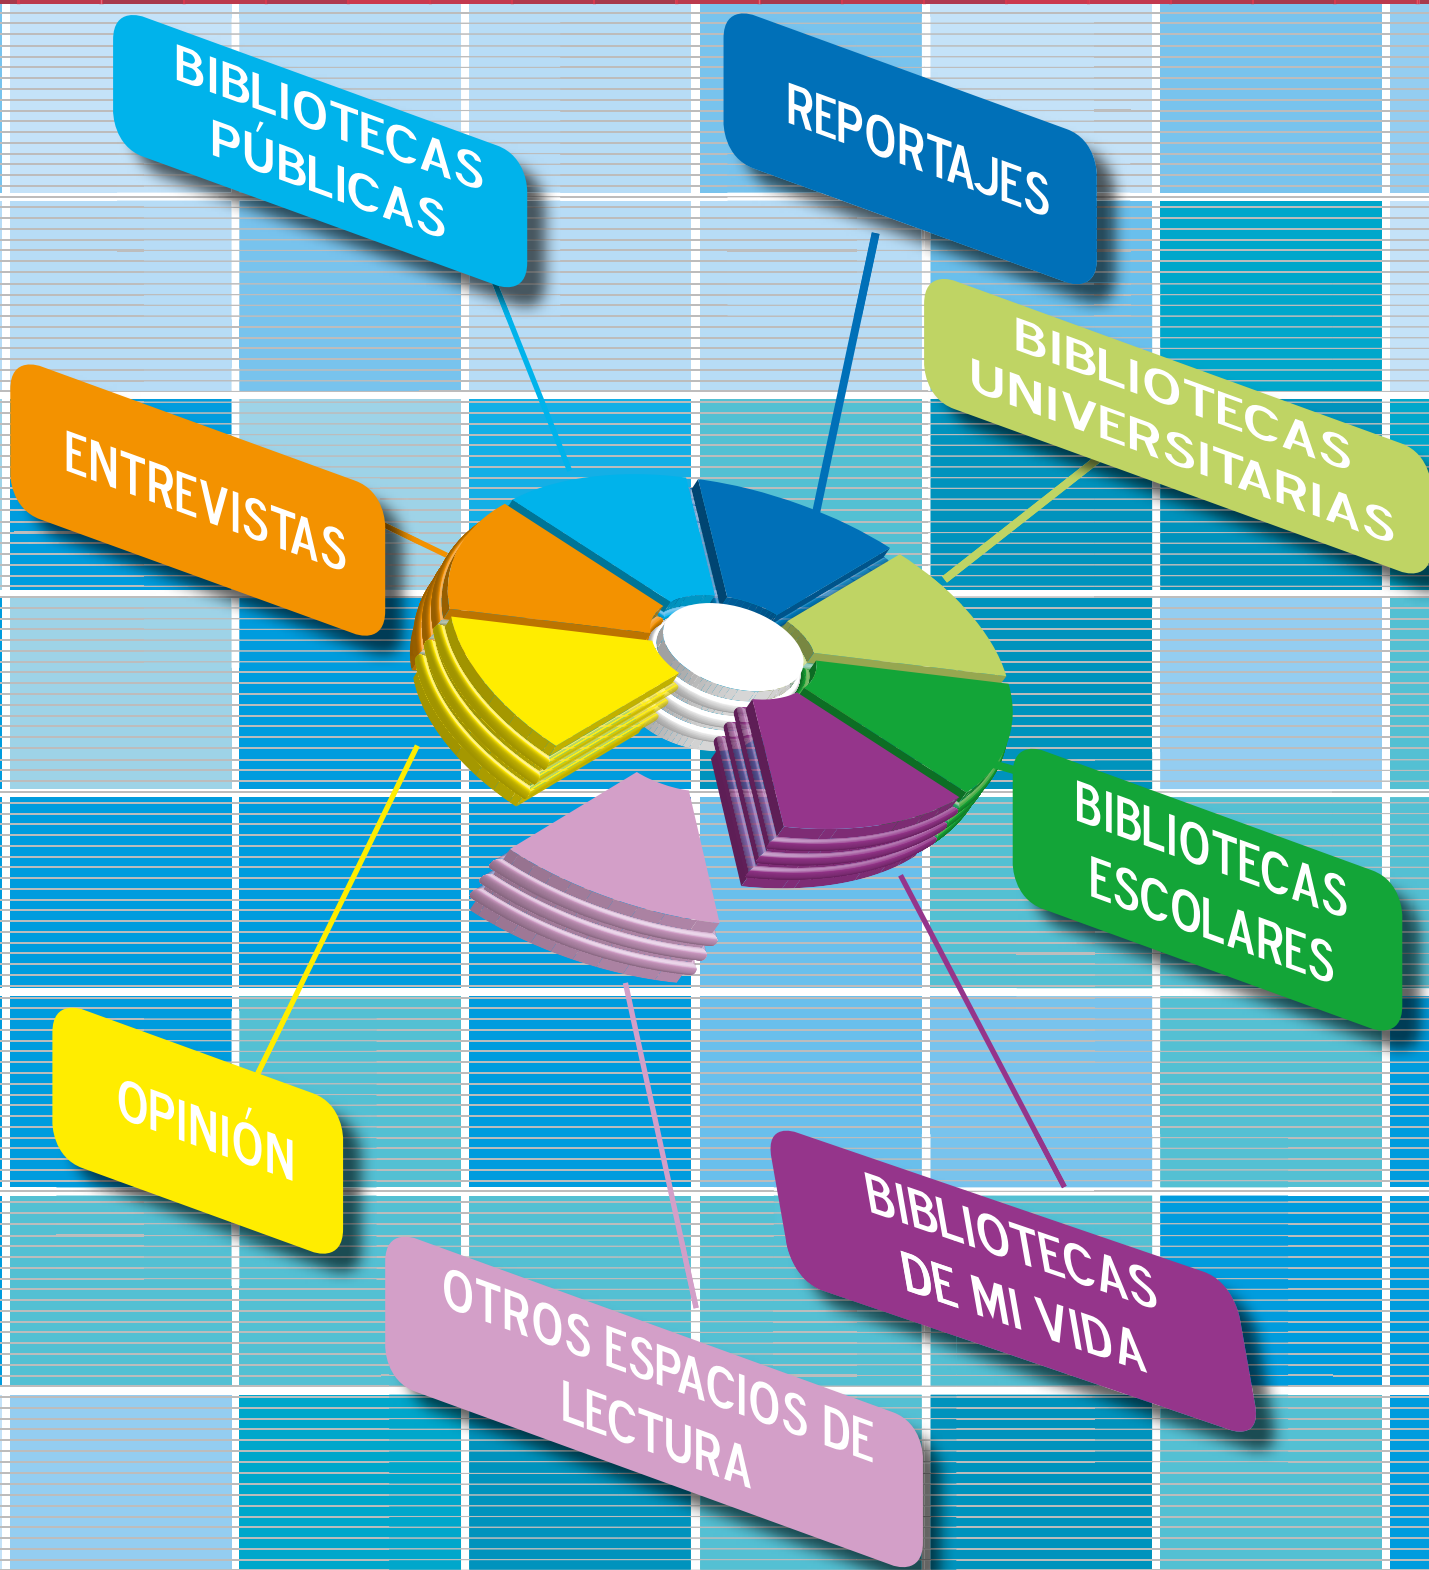 BIBLIOTECAS
PÚBLICAS
REPORTAJES
BIBLIOTECAS
UNIVERSITARIAS
ENTREVISTAS
BIBLIOTECAS
ESCOLARES
OPINIÓN
BIBLIOTECAS
DE MI VIDA
OTROS ESPACIOS DE
LECTURA